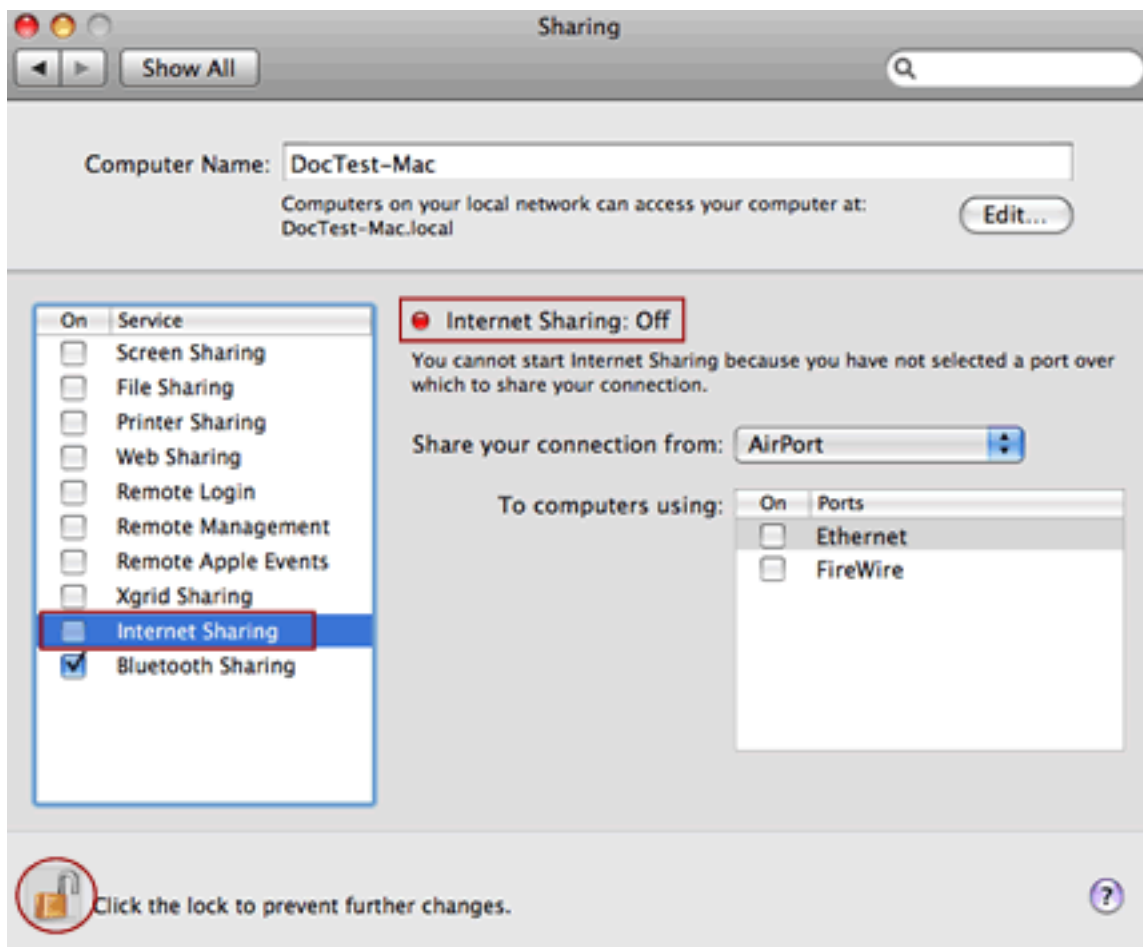 Sharing
Show All
Computer Name: DocTest-Mac
Computers on your local network can access your computer at:
DocTest-Mac.local
Edit...
On Service
Screen Sharing
File Sharing
Printer Sharing
Web Sharing
Remote Login
Remote Management
Remote Apple Events
Xgrid Sharing
Internet Sharing
Bluetooth Sharing
Internet Sharing: Off
You cannot start Internet Sharing because you have not selected a port over
which to share your connection.
Share your connection from: AirPort
To computers using:
On Ports
Ethernet
FireWire
Click the lock to prevent further changes.
?